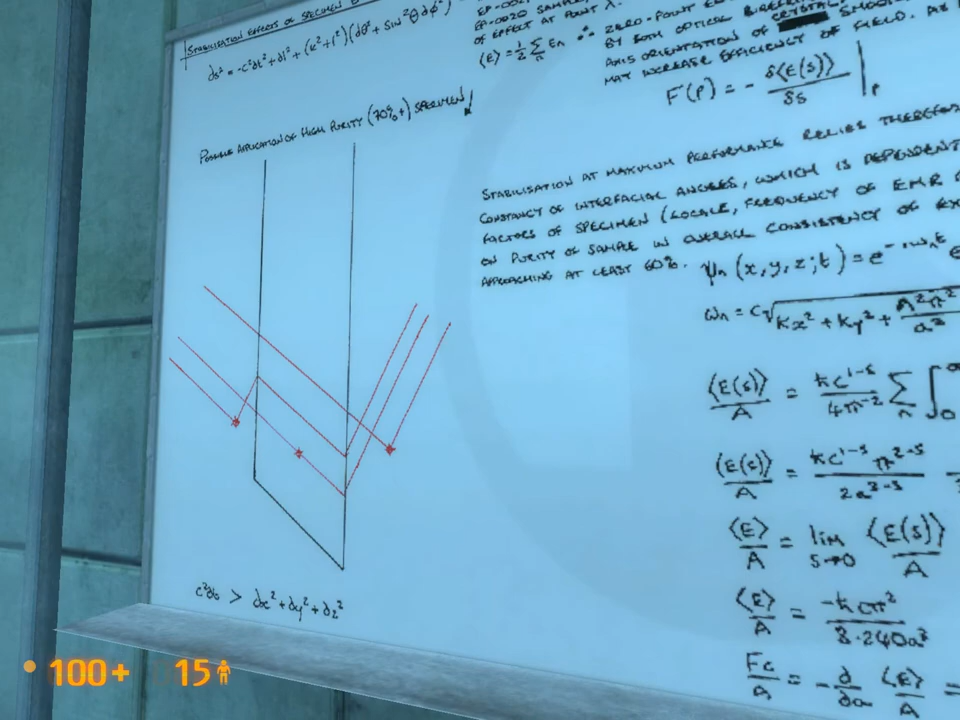 STABILISATION EFFECTS OF SPECIMEN
ds² = -c²dt² + dl² + (k² + l²)(dθ² + sin²θ dφ²)
POSSIBLE APPLICATION OF HIGH PURITY (70%+) SPECIMEN!
c²dt > dx² + dy² + dz²
EP-0020 SAMPLE,
OF EFFECT AT POINT λ.
⟨E⟩ = ½ Σn En ∴ ZERO-POINT
BY BOTH OPTICAL
AXIS ORIENTATION OF CRYSTAL
MAY INCREASE EFFICIENCY OF FIELD. AS
F(p) = - δ⟨E(s)⟩ / δs |p
STABILISATION AT MAXIMUM PERFORMANCE RELIES THEREFORE
CONSTANCY OF INTERFACIAL ANGLES, WHICH IS DEPENDENT
FACTORS OF SPECIMEN (LOCALE, FREQUENCY OF EMR
ON PURITY OF SAMPLE IN OVERALL CONSISTENCY OF
APPROACHING AT LEAST 60%. ψn (x, y, z; t) = e^-iωnt
ωn = c√kx² + ky² + n²π²/a²
⟨E(s)⟩/A = ħc^1-s/4π^-2 Σn ∫0
⟨E(s)⟩/A = ħc^1-s π^2-s/2a^3-s
⟨E⟩/A = lim s→0 ⟨E(s)⟩/A
⟨E⟩/A = -ħcπ²/3·240a³
Fc/A = - d/da ⟨E⟩/A =
100+ 15